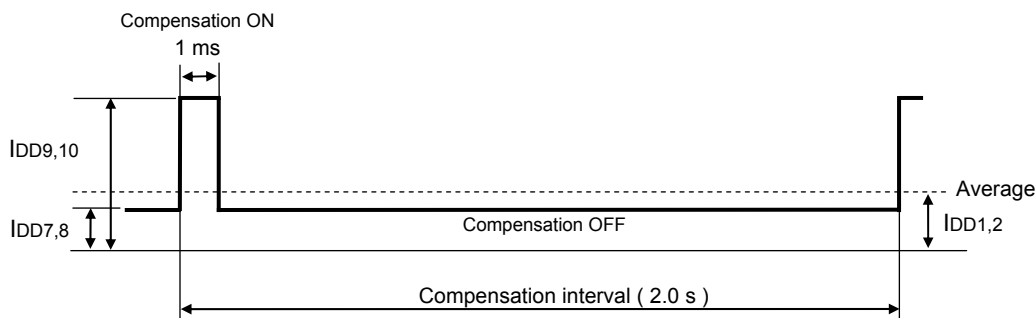 Compensation ON
1 ms
IDD9,10
Average
IDD7,8
Compensation OFF
IDD1,2
Compensation interval ( 2.0 s )